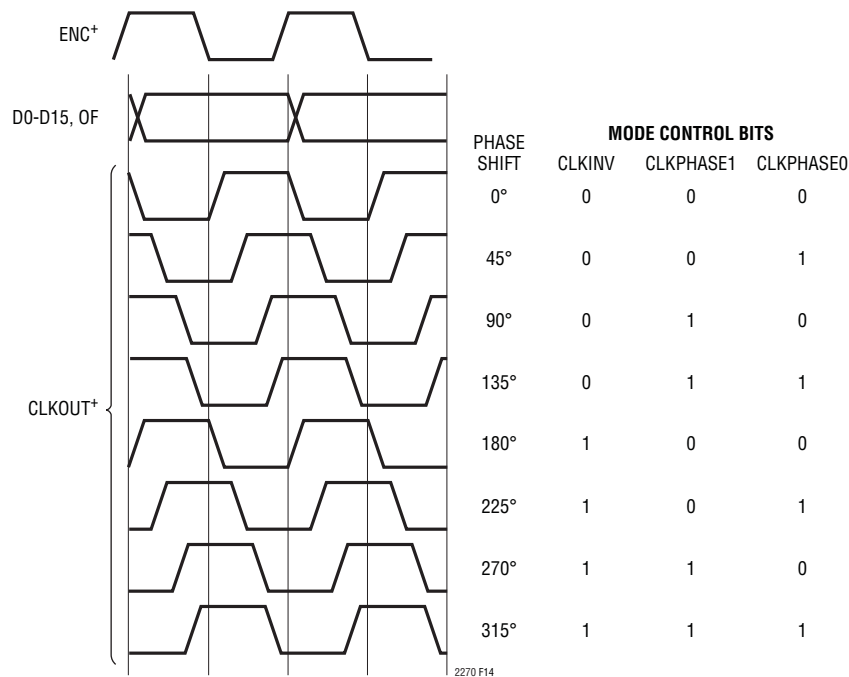 ENC+
D0-D15, OF
CLKOUT+
MODE CONTROL BITS
PHASE
SHIFT CLKINV CLKPHASE1 CLKPHASE0
0° 0 0 0
45° 0 0 1
90° 0 1 0
135° 0 1 1
180° 1 0 0
225° 1 0 1
270° 1 1 0
315° 1 1 1
2270 F14